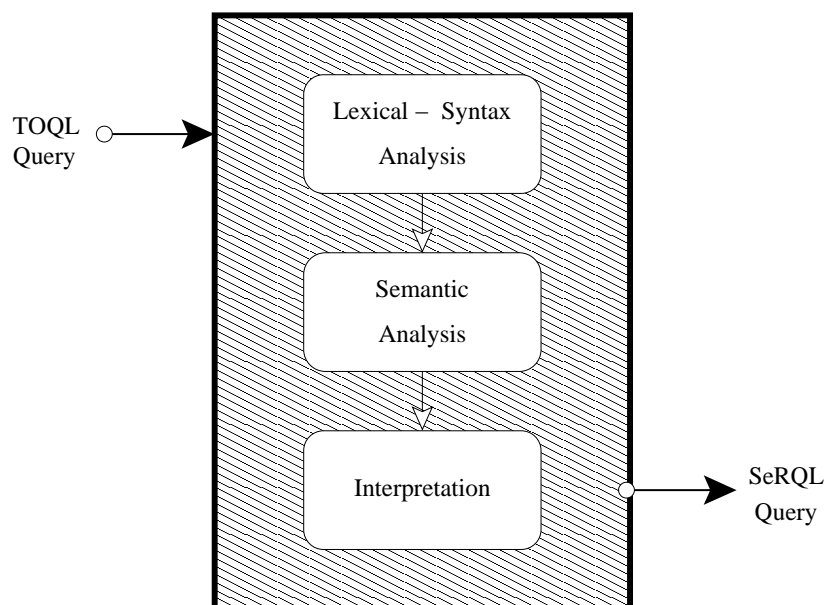 Lexical – Syntax
Analysis
TOQL
Query
Semantic
Analysis
Interpretation
SeRQL
Query